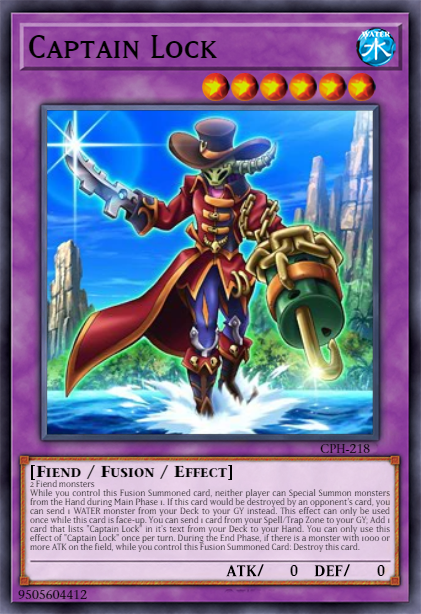 Captain Lock
WATER
水
CPH-218
[Fiend / Fusion / Effect]
2 Fiend monsters
While you control this Fusion Summoned card, neither player can Special Summon monsters
from the Hand during Main Phase 1. If this card would be destroyed by an opponent's card, you
can send 1 WATER monster from your Deck to your GY instead. This effect can only be used
once while this card is face-up. You can send 1 card from your Spell/Trap Zone to your GY; Add 1
card that lists "Captain Lock" in it's text from your Deck to your Hand. You can only use this
effect of "Captain Lock" once per turn. During the End Phase, if there is a monster with 1000 or
more ATK on the field, while you control this Fusion Summoned Card: Destroy this card.
ATK/ 0 DEF/ 0
9505604412